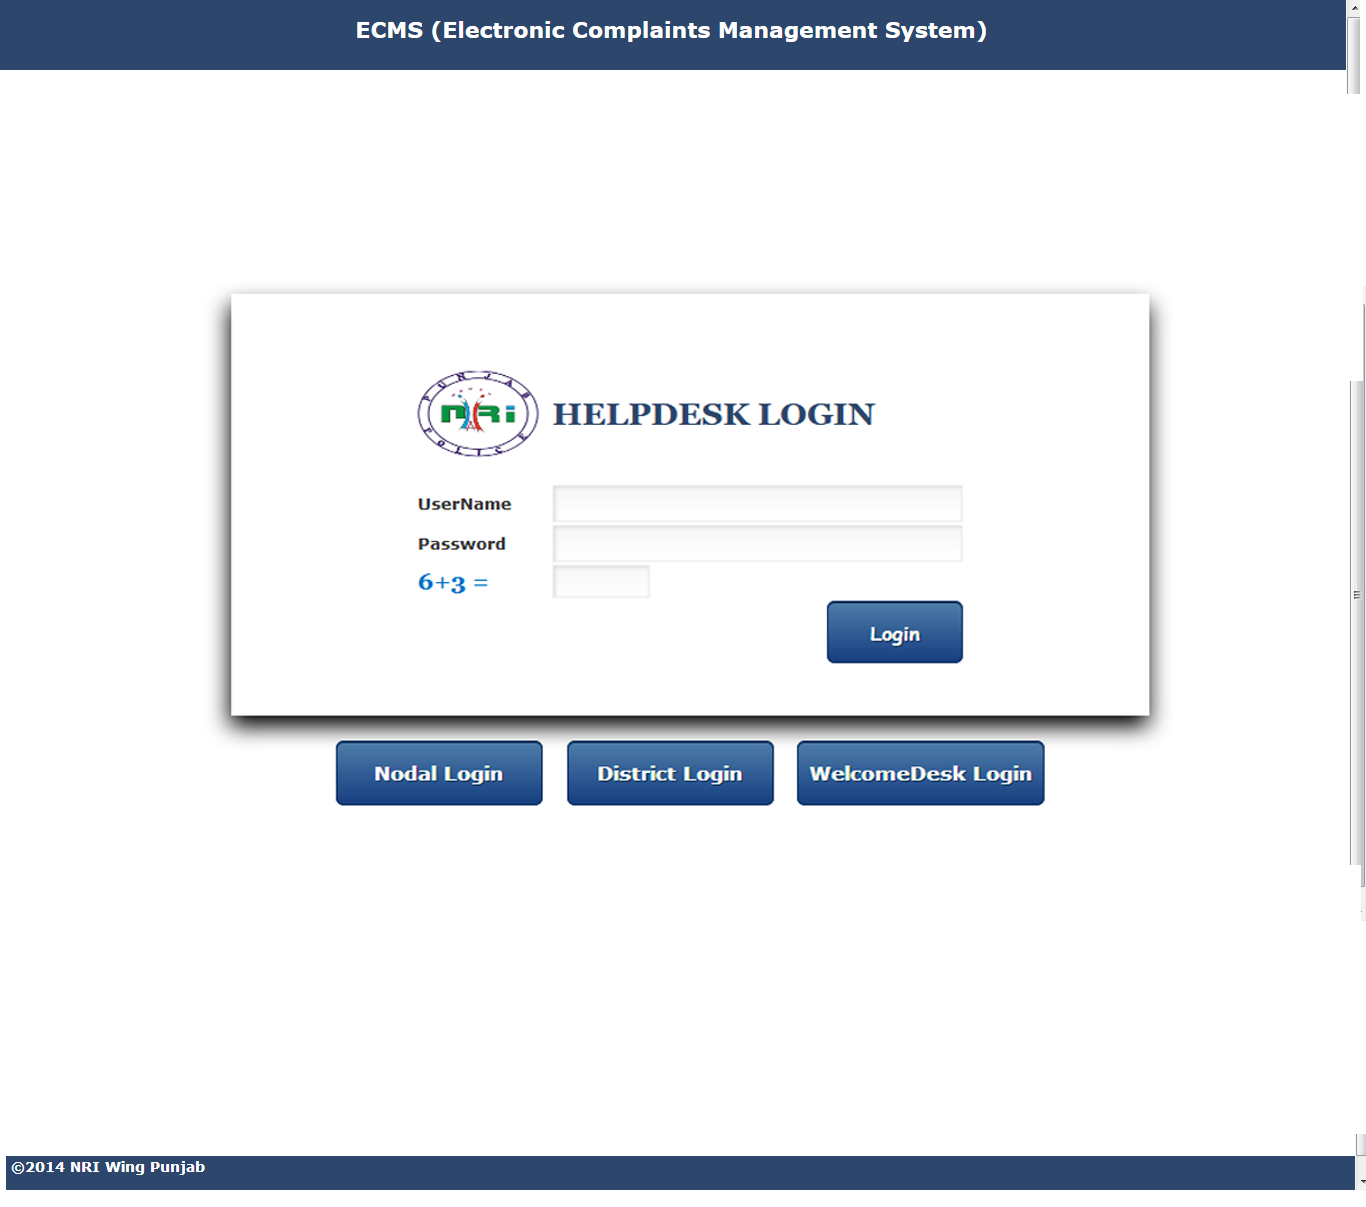 ECMS (Electronic Complaints Management System)
PUNJAB
NRI
POLICE
HELPDESK LOGIN
UserName
Password
6+3 =
Login
Nodal Login
District Login
WelcomeDesk Login
©2014 NRI Wing Punjab